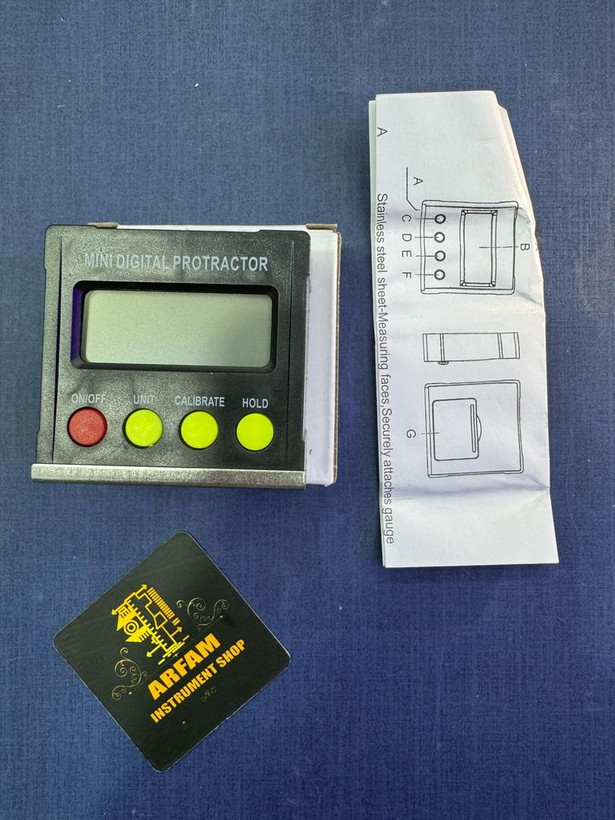 MINI DIGITAL PROTRACTOR
ON/OFF
UNIT
CALIBRATE
HOLD
A
A
B
C
D
E
F
G
Stainless steel sheet-Measuring faces,Securely attaches gauge
ARFAM
INSTRUMENT SHOP